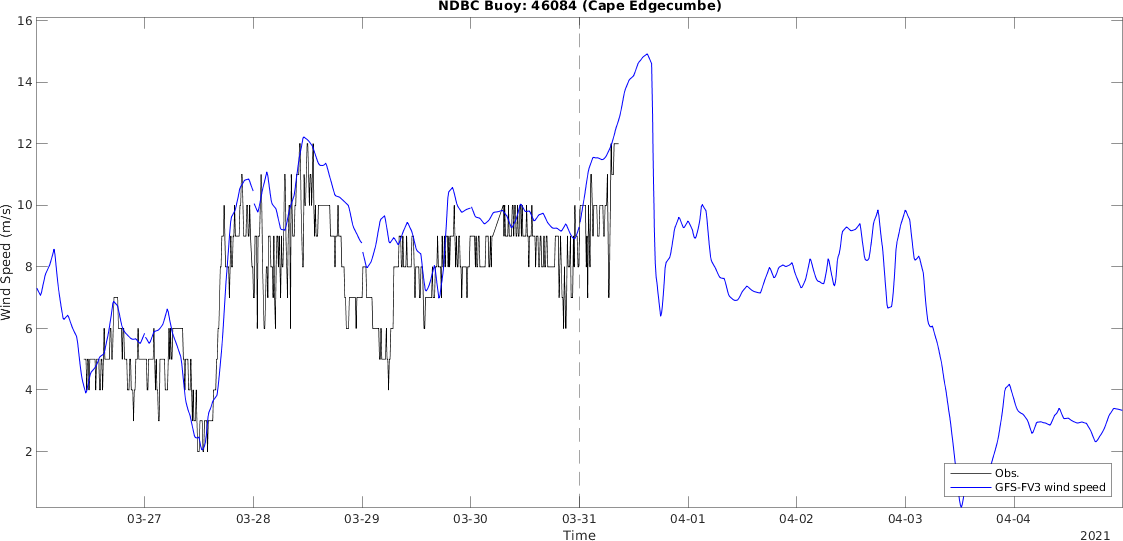 NDBC Buoy: 46084 (Cape Edgecumbe)
16
14
12
10
8
6
4
2
Wind Speed (m/s)
Obs.
GFS-FV3 wind speed
03-27 03-28 03-29 03-30 03-31 04-01 04-02 04-03 04-04
Time
2021